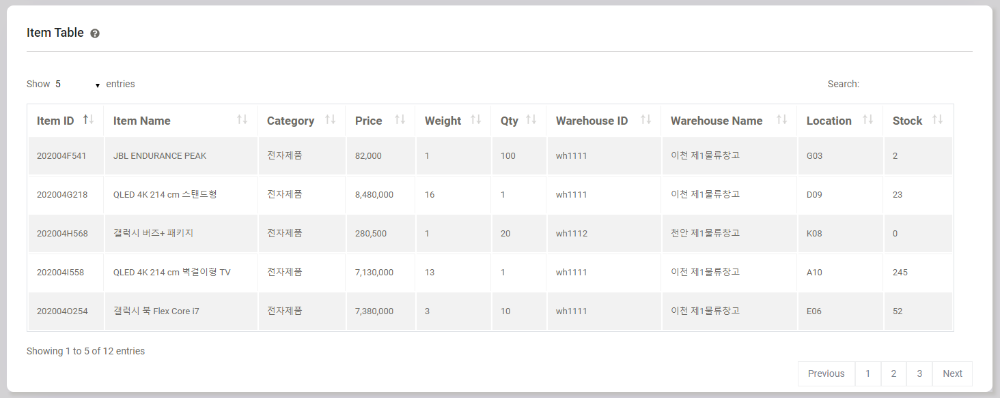 Item Table ?
Show 5 entries Search:
Item ID Item Name Category Price Weight Qty Warehouse ID Warehouse Name Location Stock
202004F541 JBL ENDURANCE PEAK 전자제품 82,000 1 100 wh1111 이천 제1물류창고 G03 2
202004G218 QLED 4K 214 cm 스탠드형 전자제품 8,480,000 16 1 wh1111 이천 제1물류창고 D09 23
202004H568 갤럭시 버즈+ 패키지 전자제품 280,500 1 20 wh1112 천안 제1물류창고 K08 0
202004I558 QLED 4K 214 cm 벽걸이형 TV 전자제품 7,130,000 13 1 wh1111 이천 제1물류창고 A10 245
202004O254 갤럭시 북 Flex Core i7 전자제품 7,380,000 3 10 wh1111 이천 제1물류창고 E06 52
Showing 1 to 5 of 12 entries
Previous 1 2 3 Next